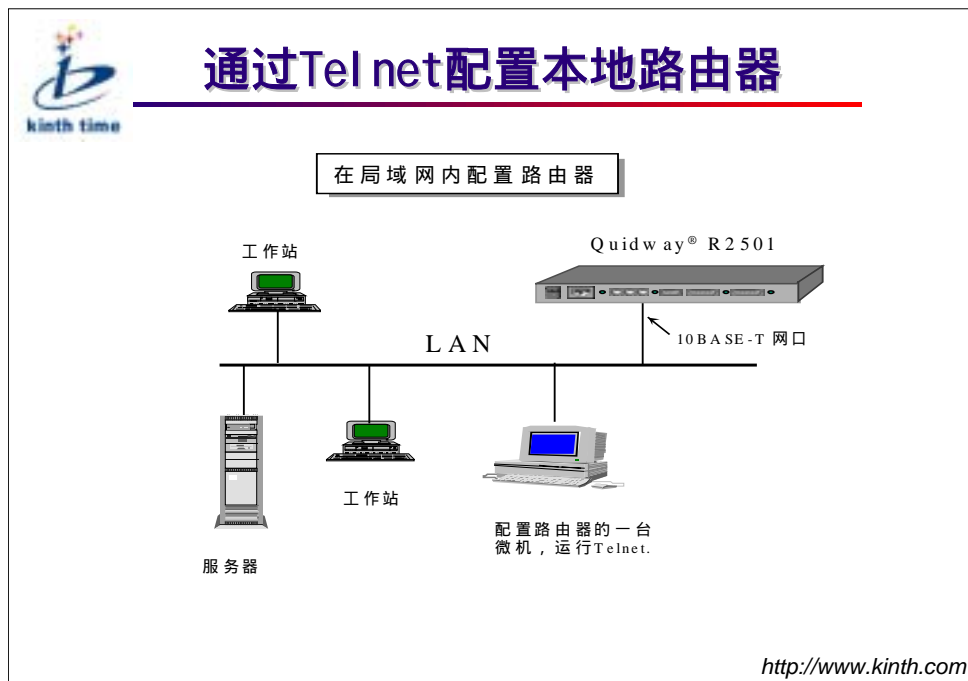 通过Telnet配置本地路由器
kinth time
在局域网内配置路由器
工作站
Quidway® R2501
10BASE-T 网口
LAN
工作站
服务器
配置路由器的一台
微机，运行Telnet.
http://www.kinth.com